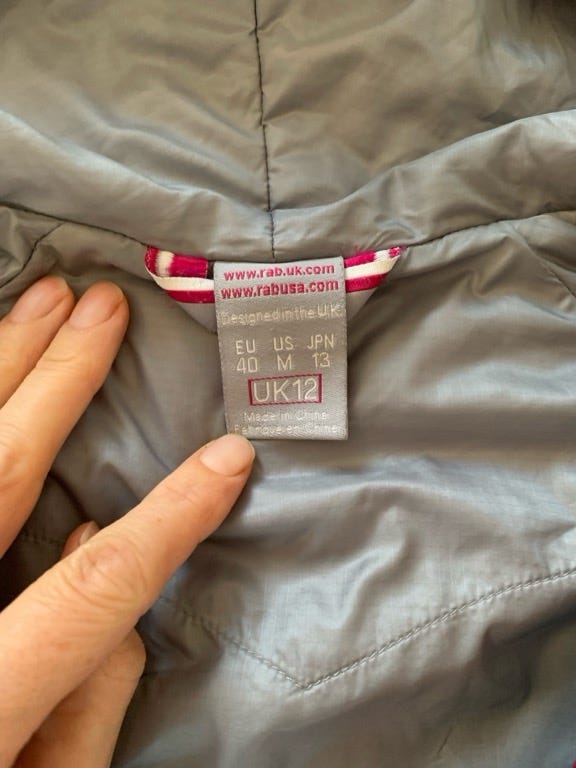 www.rab.uk.com
www.rabusa.com
Designed in the UK
EU US JPN
40 M 13
UK12
Made in China
en Chine